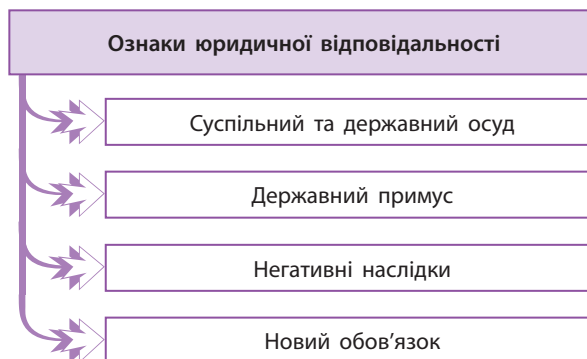 Ознаки юридичної відповідальності
Суспільний та державний осуд
Державний примус
Негативні наслідки
Новий обов’язок